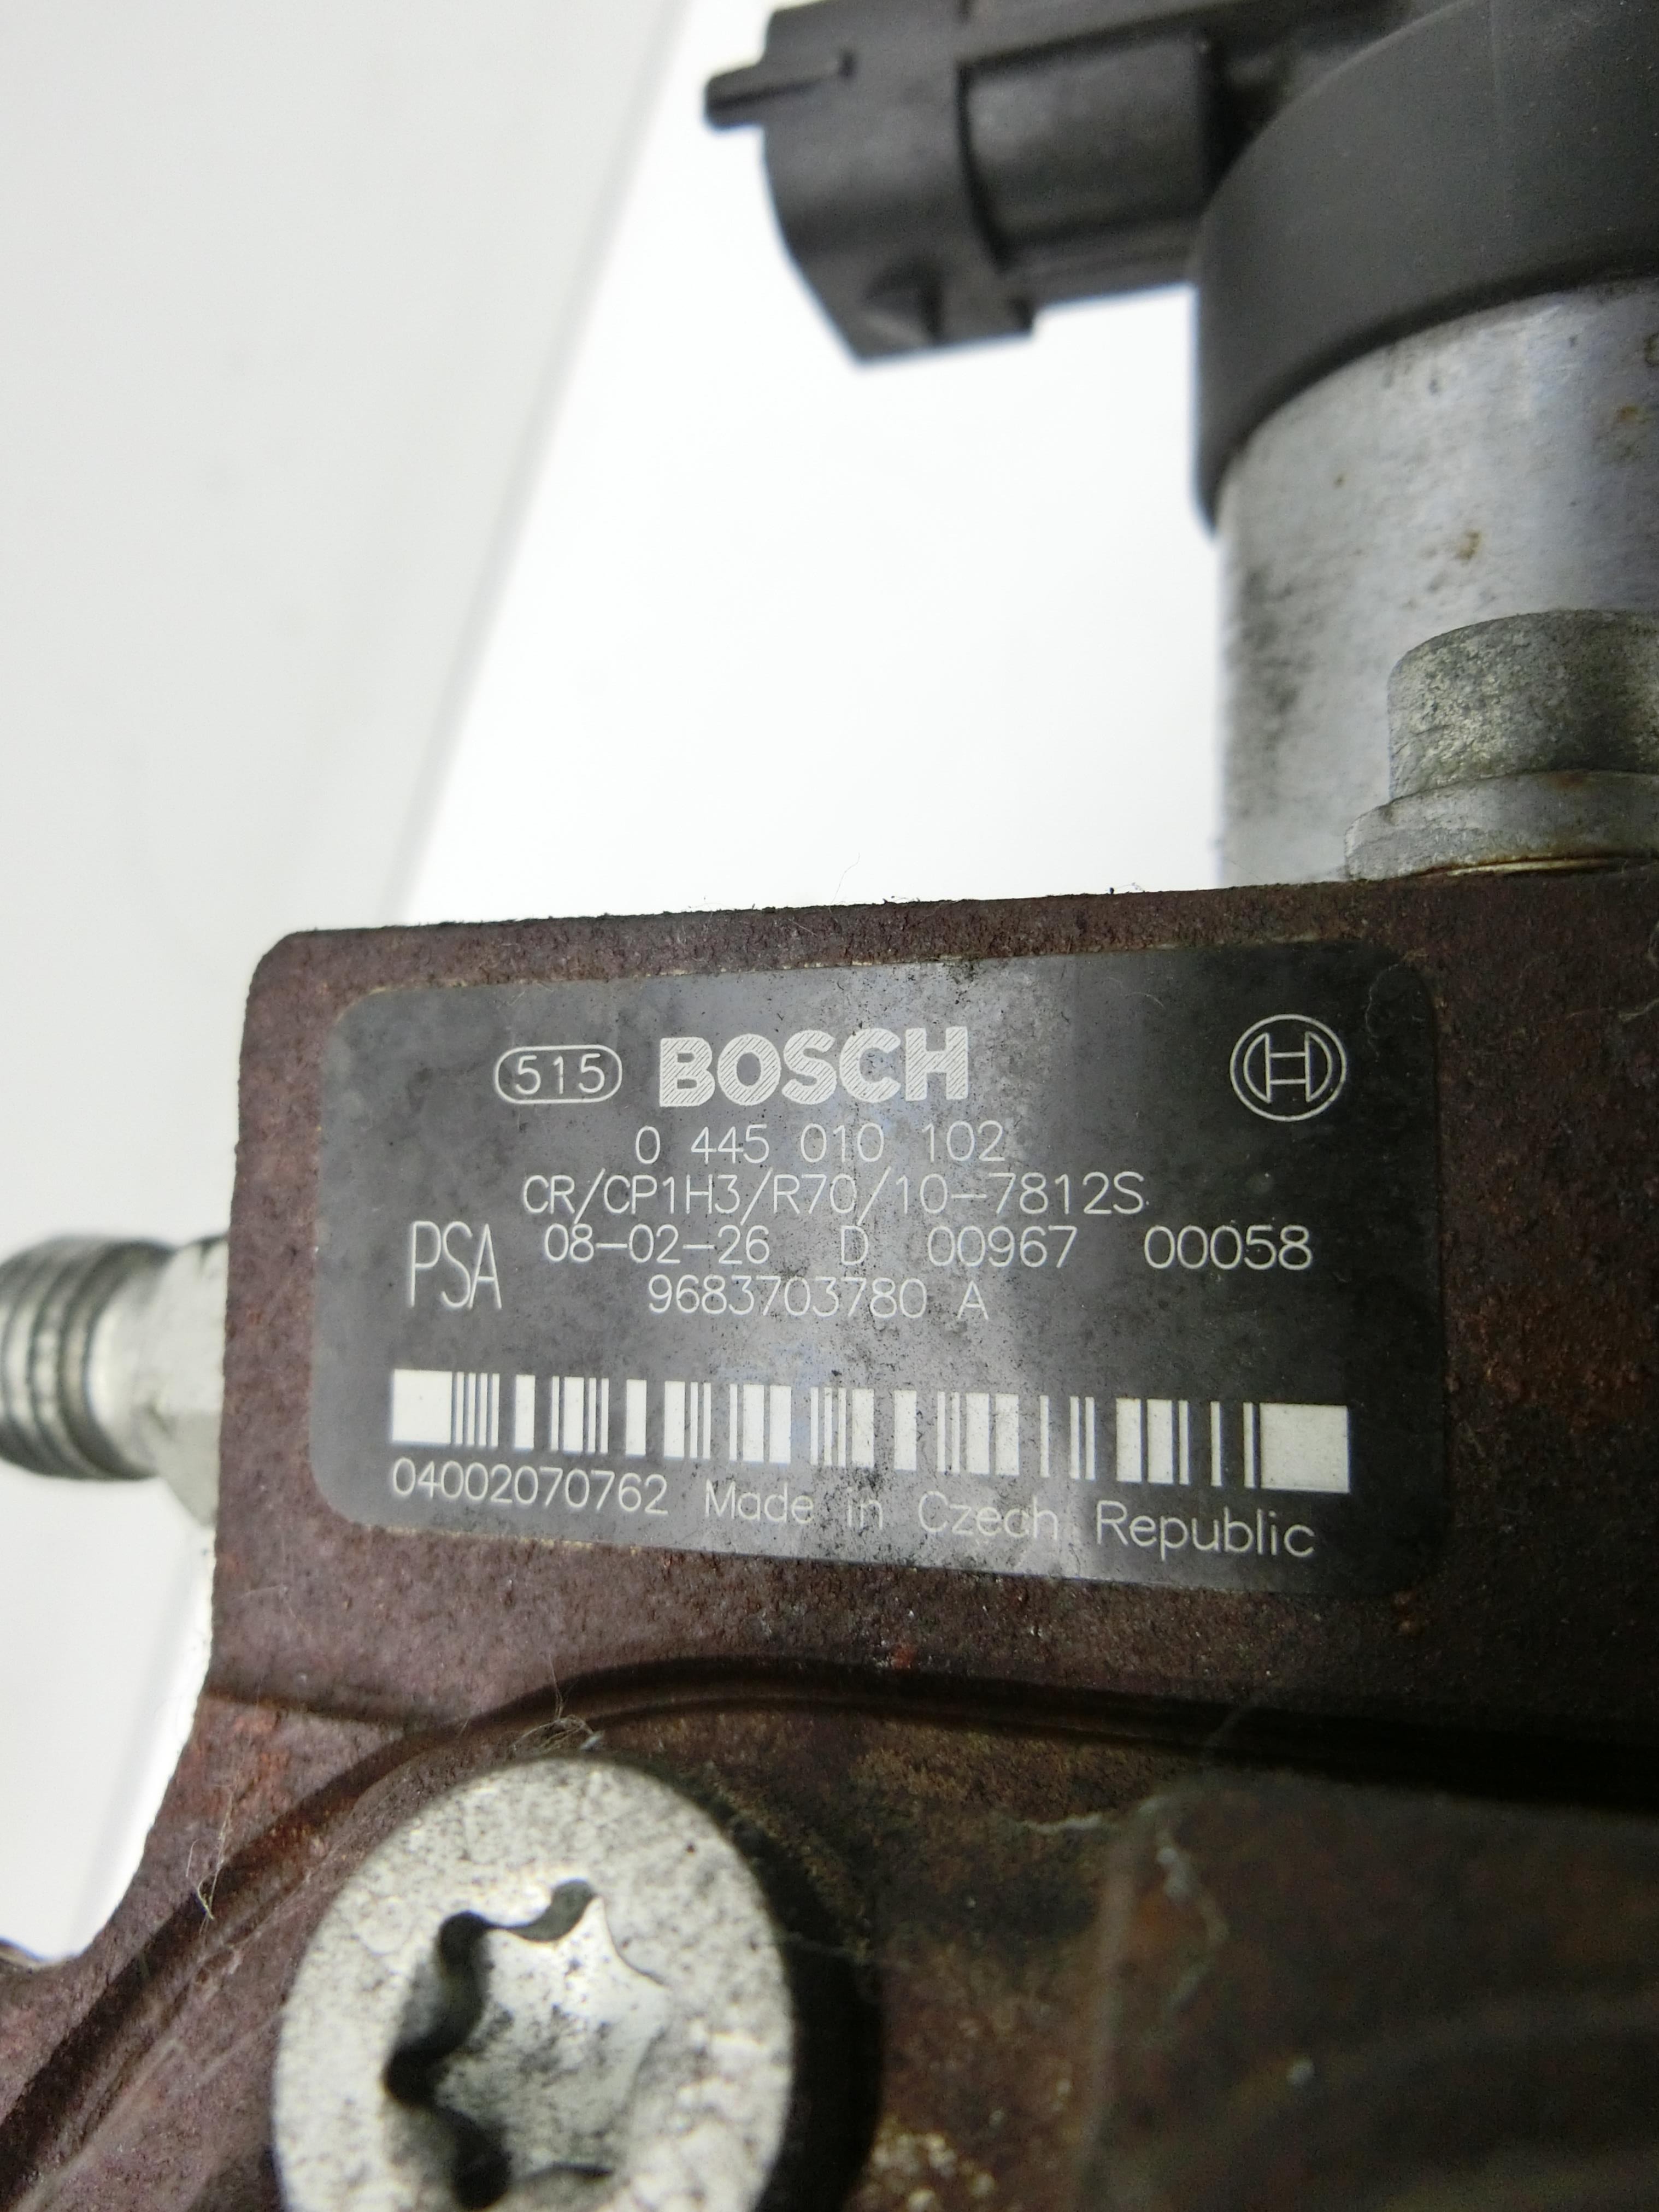 515 BOSCH
0 445 010 102
CR/CP1H3/R70/10-7812S
PSA 08-02-26 D 00967 00058
9683703780 A
04002070762 Made in Czech Republic